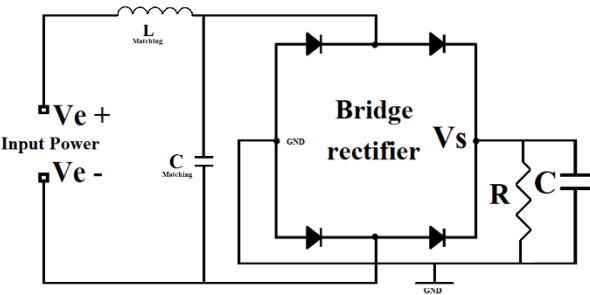 L
Matching
Ve +
Input Power
Ve -
C
Matching
GND
Bridge
rectifier
Vs
R
C
GND